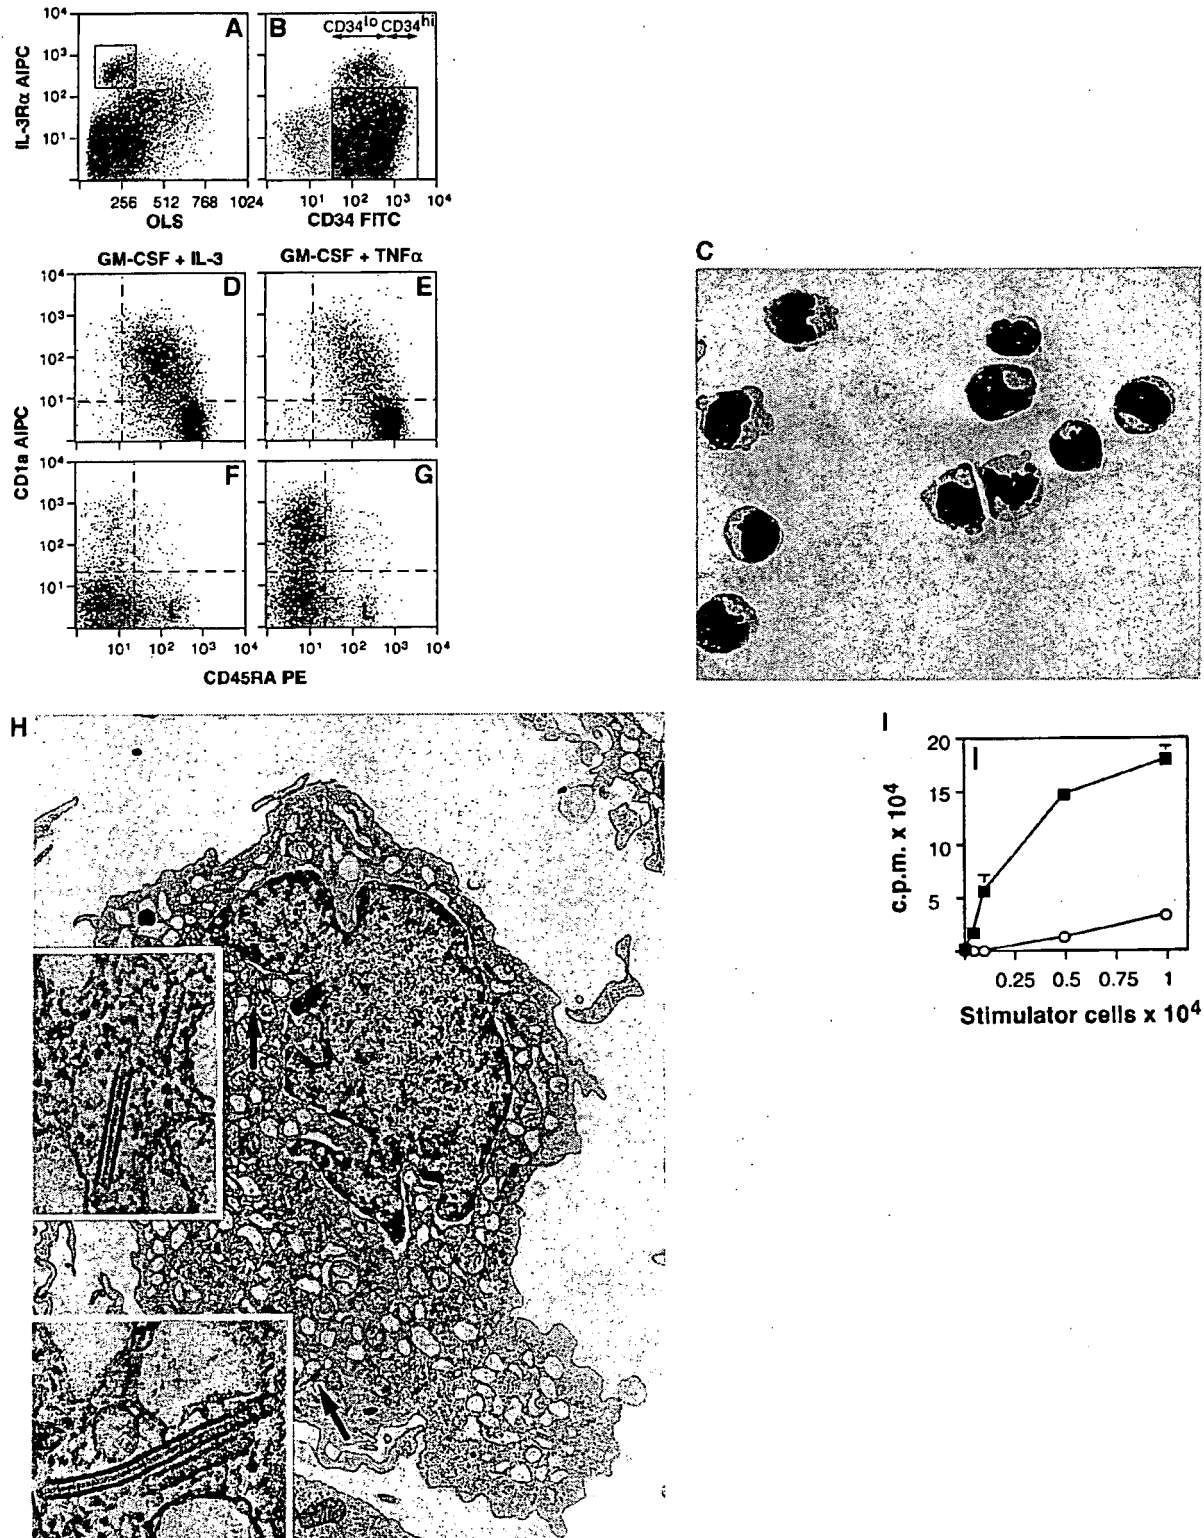 A
B
CD34lo CD34hi
IL-3Rα AIPC
10⁴
10³
10²
10¹
256 512 768 1024
OLS
10¹ 10² 10³ 10⁴
CD34 FITC
GM-CSF + IL-3
GM-CSF + TNFα
CD1a AIPC
10⁴
10³
10²
10¹
D
E
10⁴
10³
10²
10¹
F
G
L
L
10¹ 10² 10³ 10⁴
10¹ 10² 10³ 10⁴
CD45RA PE
C
H
I
I
c.p.m. x 10⁴
20
15
10
5
0.25 0.5 0.75 1
Stimulator cells x 10⁴